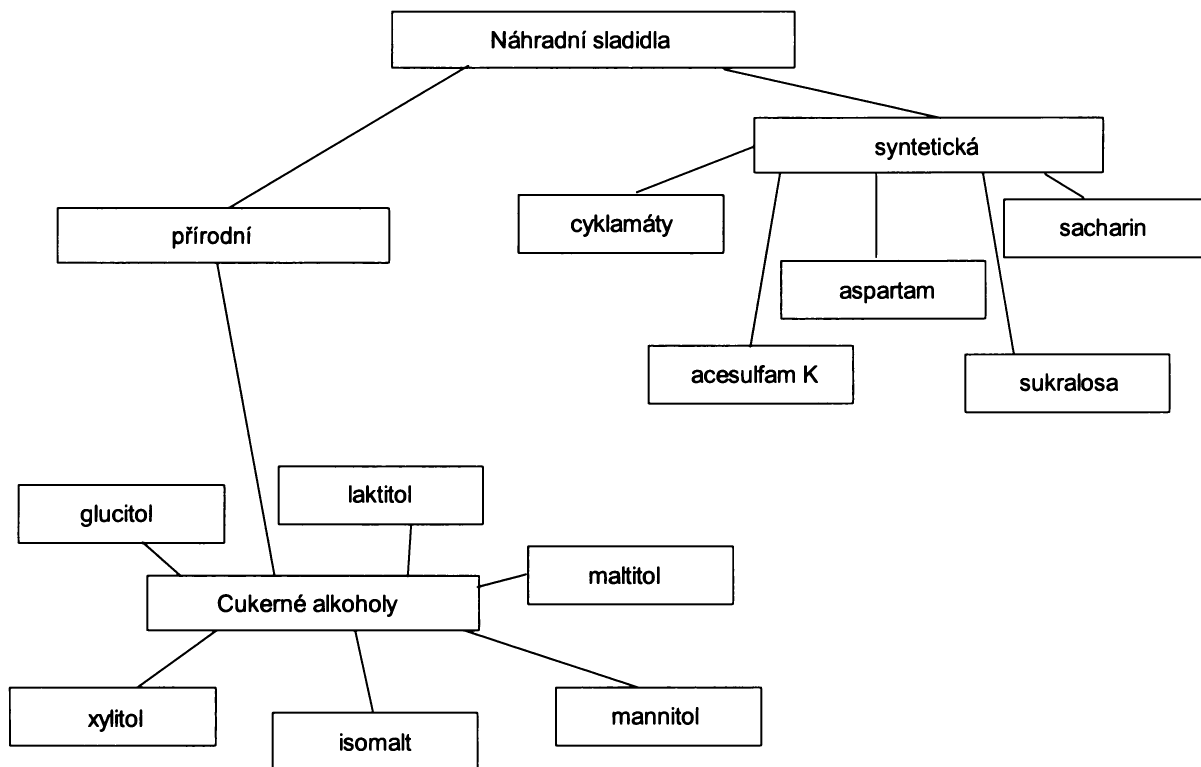 Náhradní sladidla
syntetická
cyklamáty
sacharin
přírodní
aspartam
acesulfam K
sukralosa
laktitol
glucitol
maltitol
Cukerné alkoholy
xylitol
mannitol
isomalt